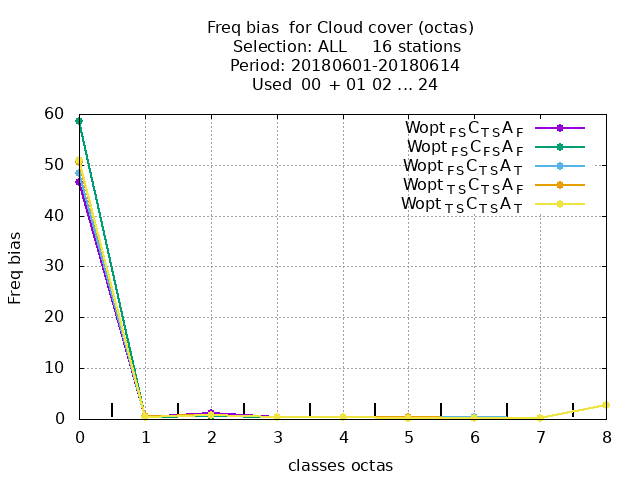 Freq bias  for Cloud cover (octas)
Selection: ALL     16 stations
Period: 20180601-20180614
Used  00 + 01 02 ... 24
60
50
40
30
20
10
0
Freq bias
Wopt FS C TS A F
Wopt FS C FS A F
Wopt FS C TS A T
Wopt TS C TS A F
Wopt TS C TS A T
0 1 2 3 4 5 6 7 8
classes octas